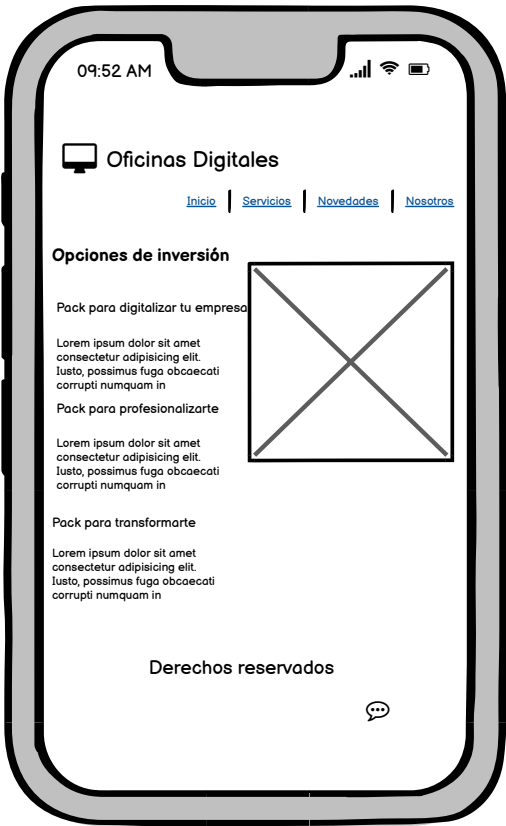 09:52 AM
Oficinas Digitales
Inicio Servicios Novedades Nosotros
Opciones de inversión
Pack para digitalizar tu empresa
Lorem ipsum dolor sit amet
consectetur adipisicing elit.
Iusto, possimus fuga obcaecati
corrupti numquam in
Pack para profesionalizarte
Lorem ipsum dolor sit amet
consectetur adipisicing elit.
Iusto, possimus fuga obcaecati
corrupti numquam in
Pack para transformarte
Lorem ipsum dolor sit amet
consectetur adipisicing elit.
Iusto, possimus fuga obcaecati
corrupti numquam in
Derechos reservados